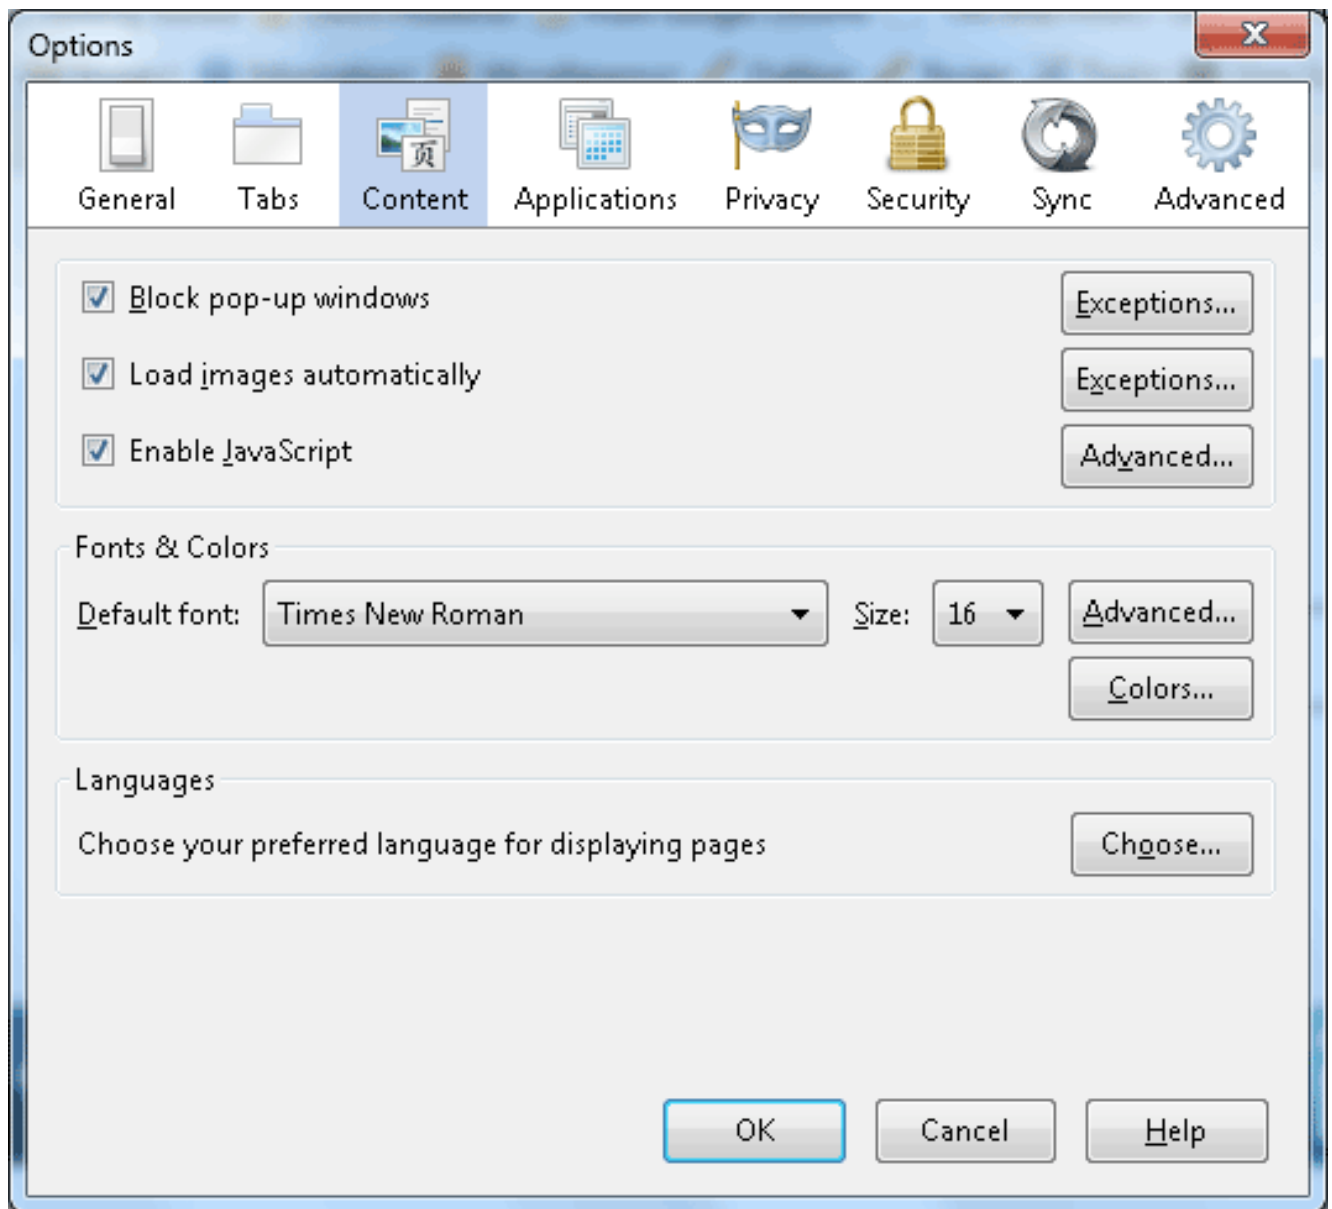 Options
General Tabs Content Applications Privacy Security Sync Advanced
页
Block pop-up windows Exceptions...
Load images automatically Exceptions...
Enable JavaScript Advanced...
Fonts & Colors
Default font: Times New Roman Size: 16 Advanced...
Colors...
Languages
Choose your preferred language for displaying pages Choose...
OK Cancel Help